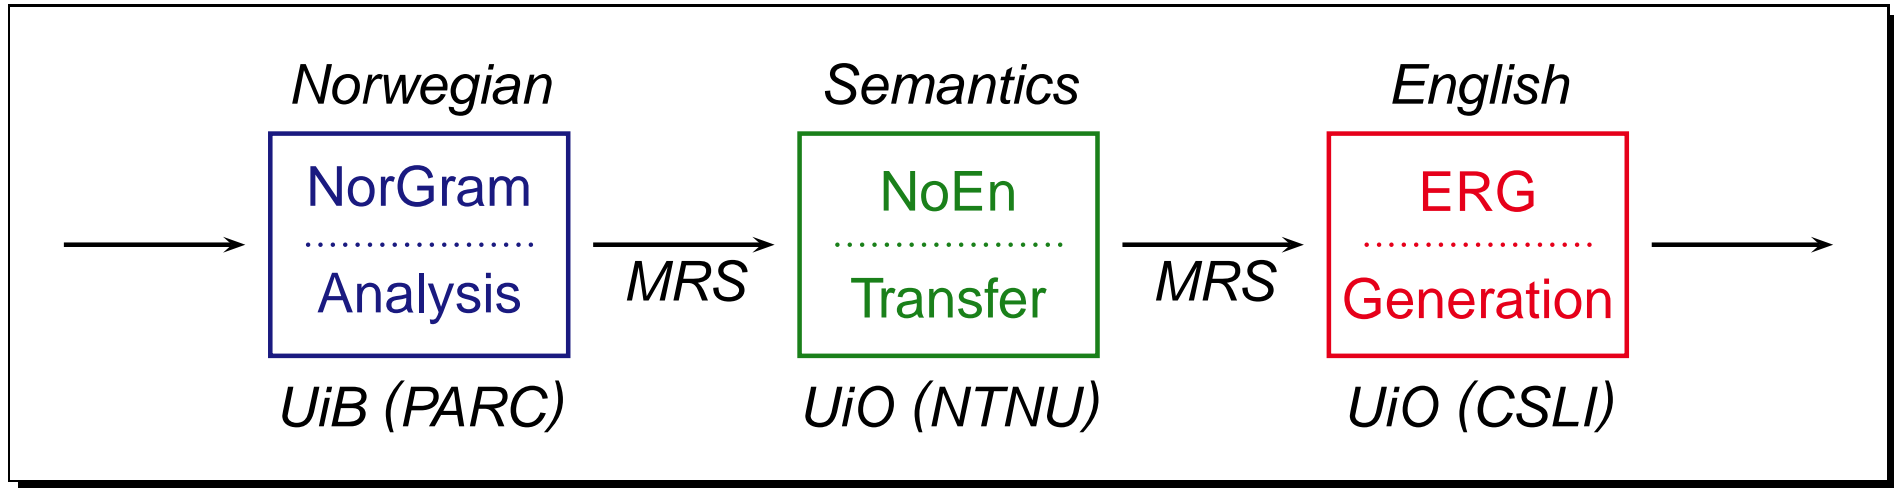 Norwegian
NorGram
Analysis
UiB (PARC)
MRS
Semantics
NoEn
Transfer
UiO (NTNU)
MRS
English
ERG
Generation
UiO (CSLI)